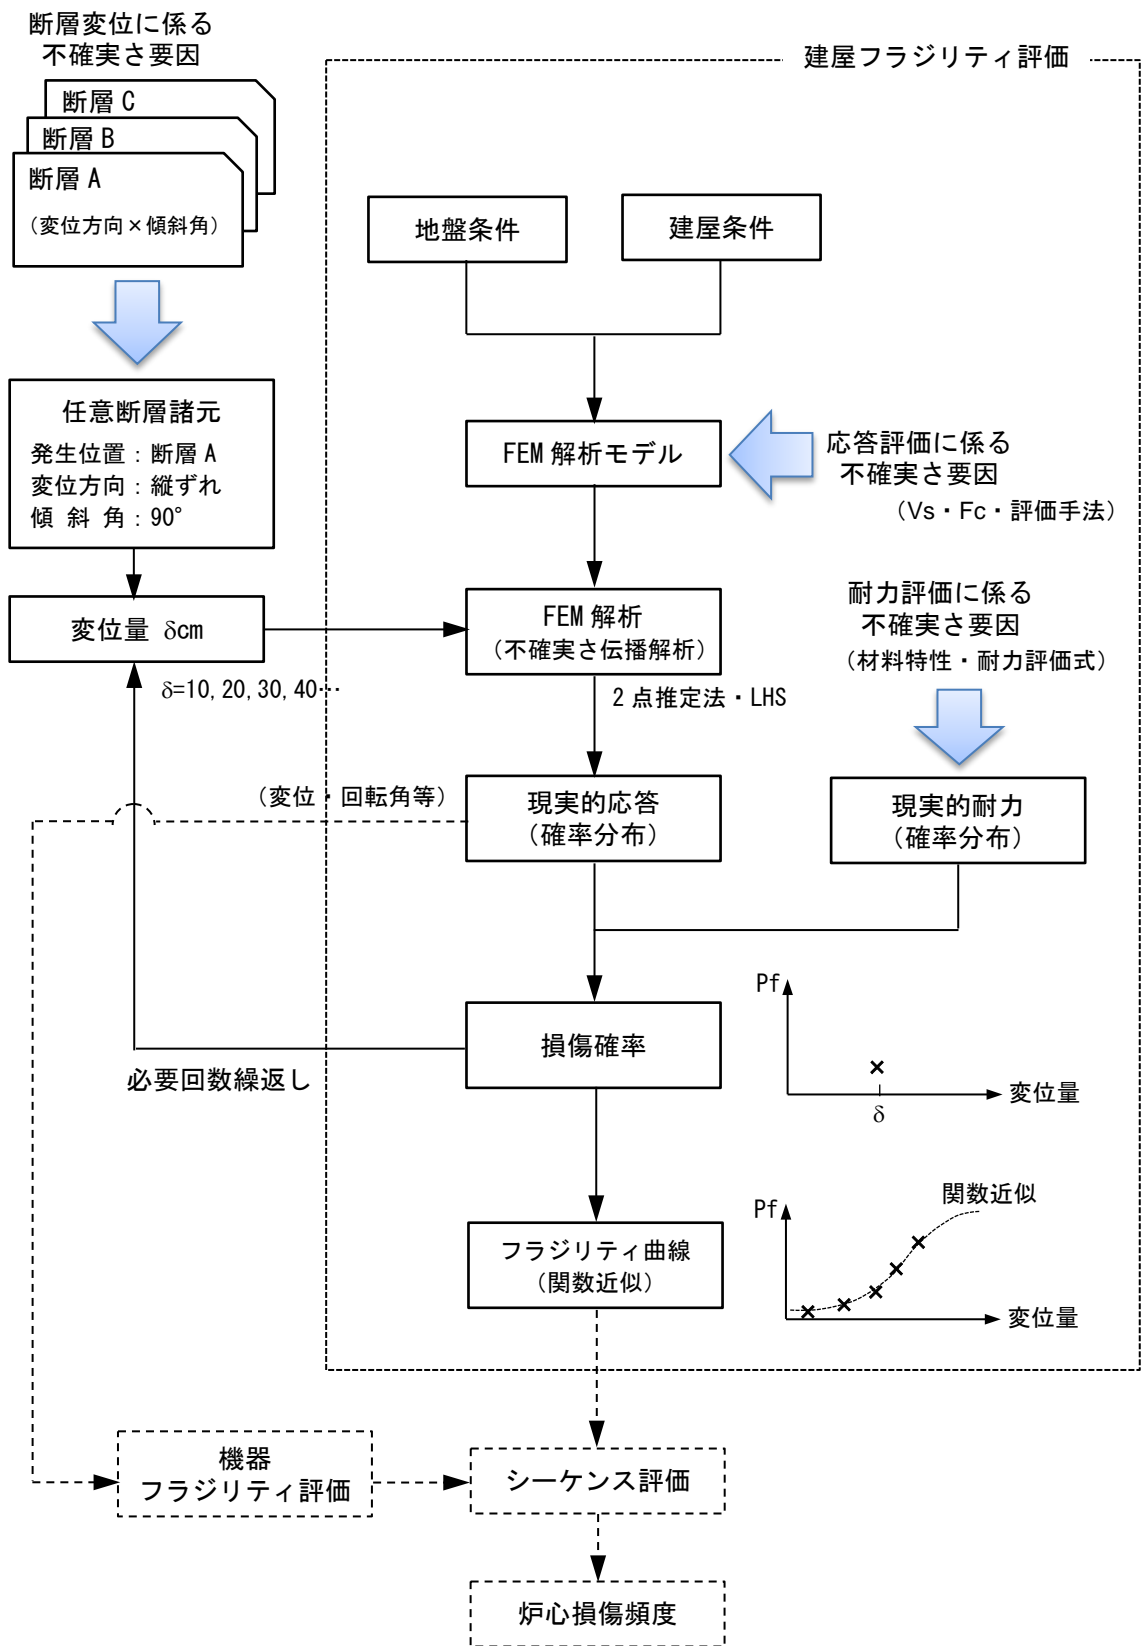 断層変位に係る
不確実さ要因
断層 C
断層 B
断層 A
(変位方向×傾斜角)
建屋フラジリティ評価
地盤条件
建屋条件
任意断層諸元
発生位置：断層 A
変位方向：縦ずれ
傾 斜 角：90°
FEM 解析モデル
応答評価に係る
不確実さ要因
(Vs・Fc・評価手法)
変位量 δcm
δ=10, 20, 30, 40…
FEM 解析
(不確実さ伝播解析)
2 点推定法・LHS
耐力評価に係る
不確実さ要因
(材料特性・耐力評価式)
(変位・回転角等)
現実的応答
(確率分布)
現実的耐力
(確率分布)
損傷確率
必要回数繰返し
Pf
変位量
δ
フラジリティ曲線
(関数近似)
Pf
関数近似
変位量
機器
フラジリティ評価
シーケンス評価
炉心損傷頻度